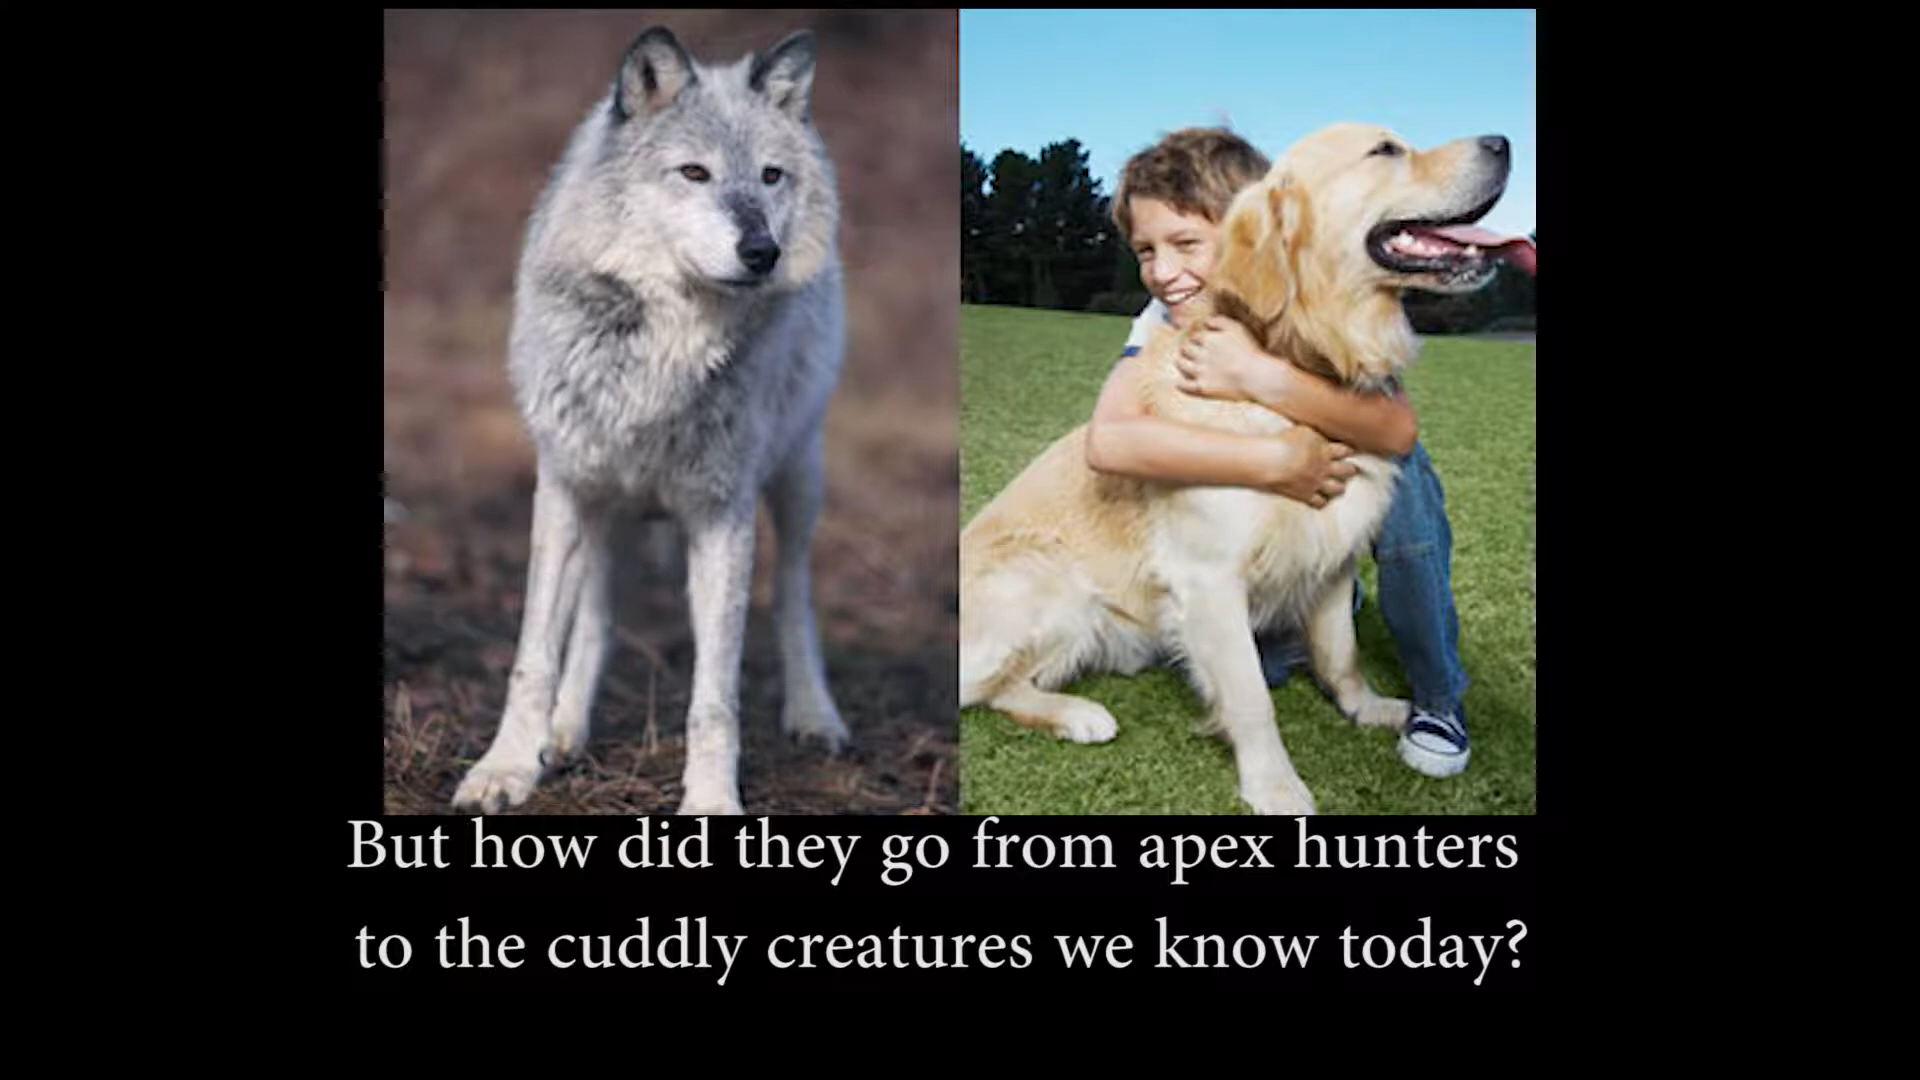 But how did they go from apex hunters
to the cuddly creatures we know today?